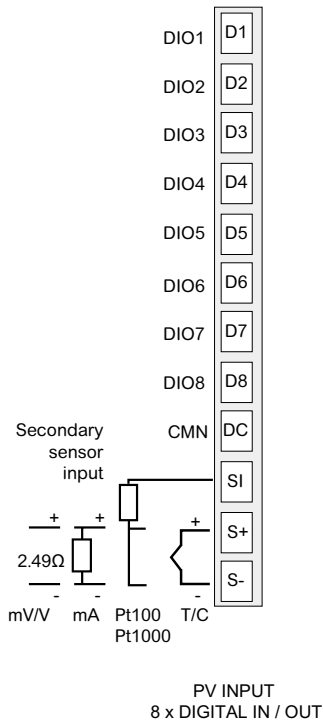 DIO1 D1
DIO2 D2
DIO3 D3
DIO4 D4
DIO5 D5
DIO6 D6
DIO7 D7
DIO8 D8
CMN DC
Secondary
sensor
input
SI
+ + + S+
2.49Ω
- - - S-
mV/V mA Pt100 T/C
Pt1000
PV INPUT
8 x DIGITAL IN / OUT